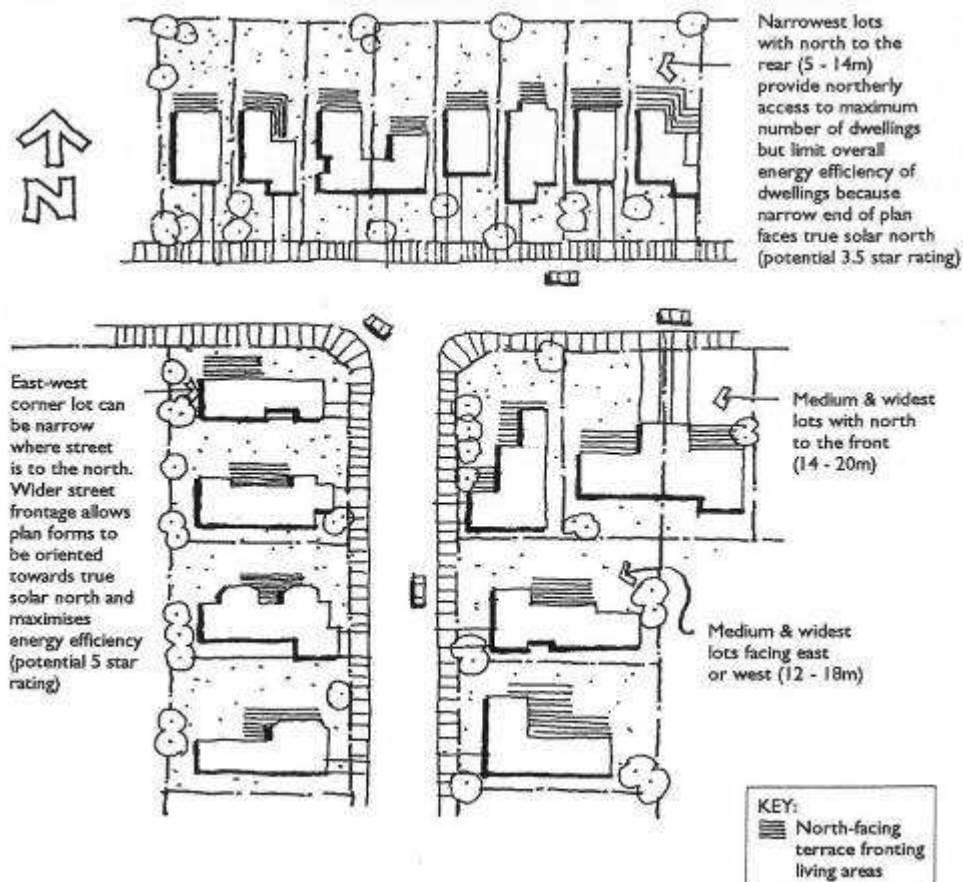 Narrowest lots
with north to the
rear (5 - 14m)
provide northerly
access to maximum
number of dwellings
but limit overall
energy efficiency of
dwellings because
narrow end of plan
faces true solar north
(potential 3.5 star rating)
N
East-west
corner lot can
be narrow
where street
is to the north.
Wider street
frontage allows
plan forms to
be oriented
towards true
solar north and
maximises
energy efficiency
(potential 5 star
rating)
Medium & widest
lots with north
to the front
(14 - 20m)
Medium & widest
lots facing east
or west (12 - 18m)
KEY:
North-facing
terrace fronting
living areas